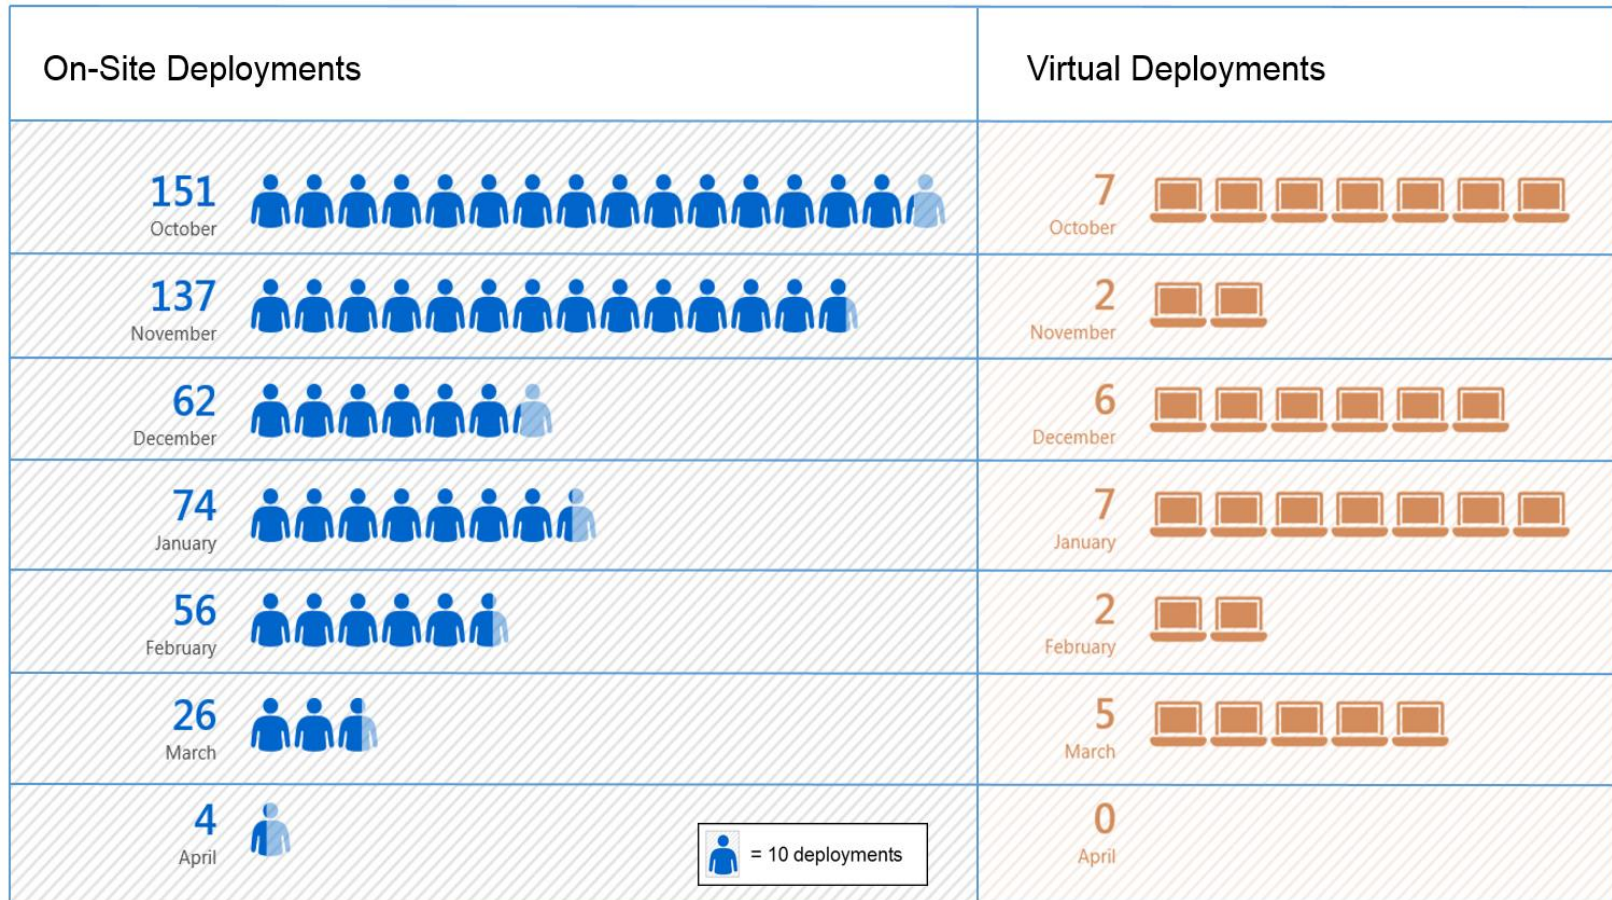 On-Site Deployments
Virtual Deployments
151
October
7
October
137
November
2
November
62
December
6
December
74
January
7
January
56
February
2
February
26
March
5
March
4
April
= 10 deployments
0
April